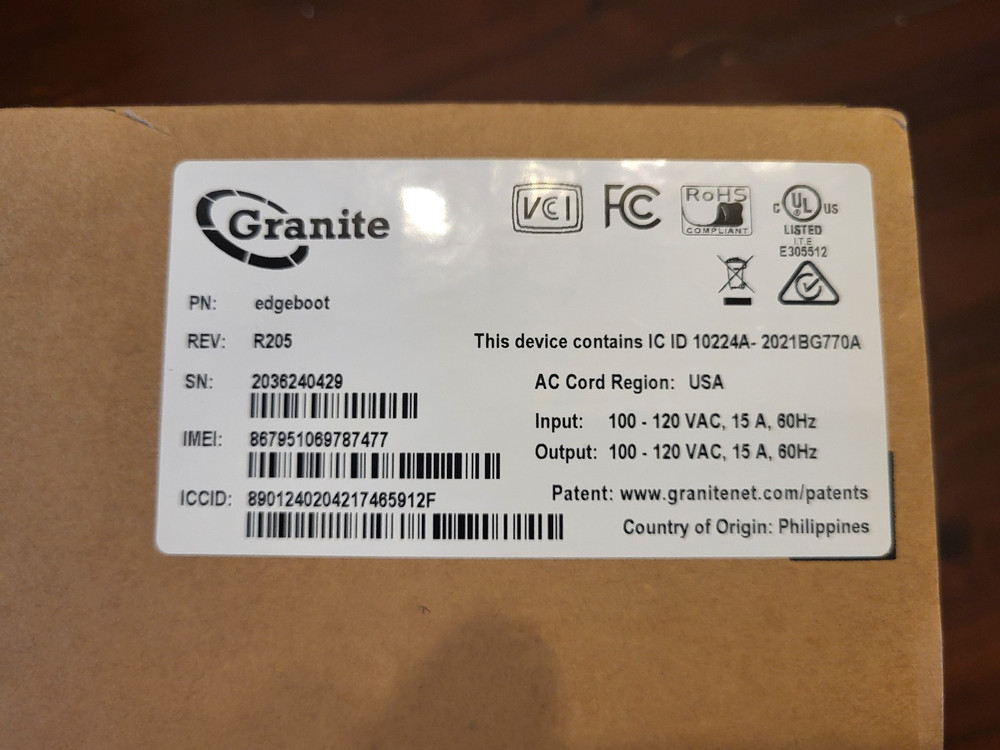 Granite
VCI
FC
RoHS
COMPLIANT
C UL US
LISTED
I.T.E
E305512
PN: edgeboot
REV: R205
This device contains IC ID 10224A- 2021BG770A
SN: 2036240429
AC Cord Region: USA
IMEI: 867951069787477
Input: 100 - 120 VAC, 15 A, 60Hz
Output: 100 - 120 VAC, 15 A, 60Hz
ICCID: 8901240204217465912F
Patent: www.granitenet.com/patents
Country of Origin: Philippines